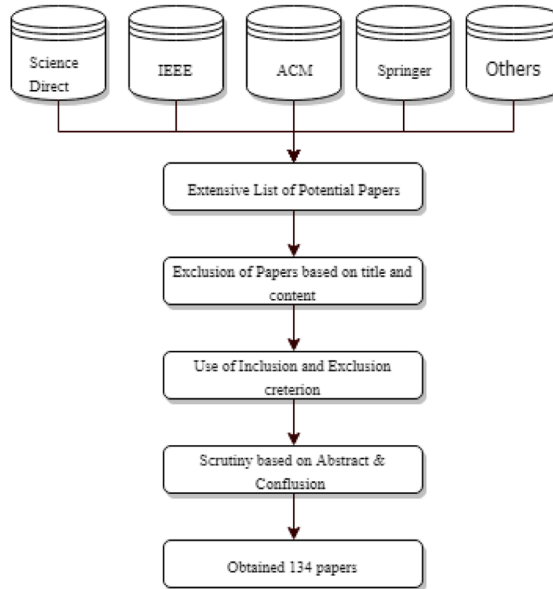 Science
Direct
IEEE
ACM
Springer
Others
Extensive List of Potential Papers
Exclusion of Papers based on title and
content
Use of Inclusion and Exclusion
creterion
Scrutiny based on Abstract &
Conflusion
Obtained 134 papers